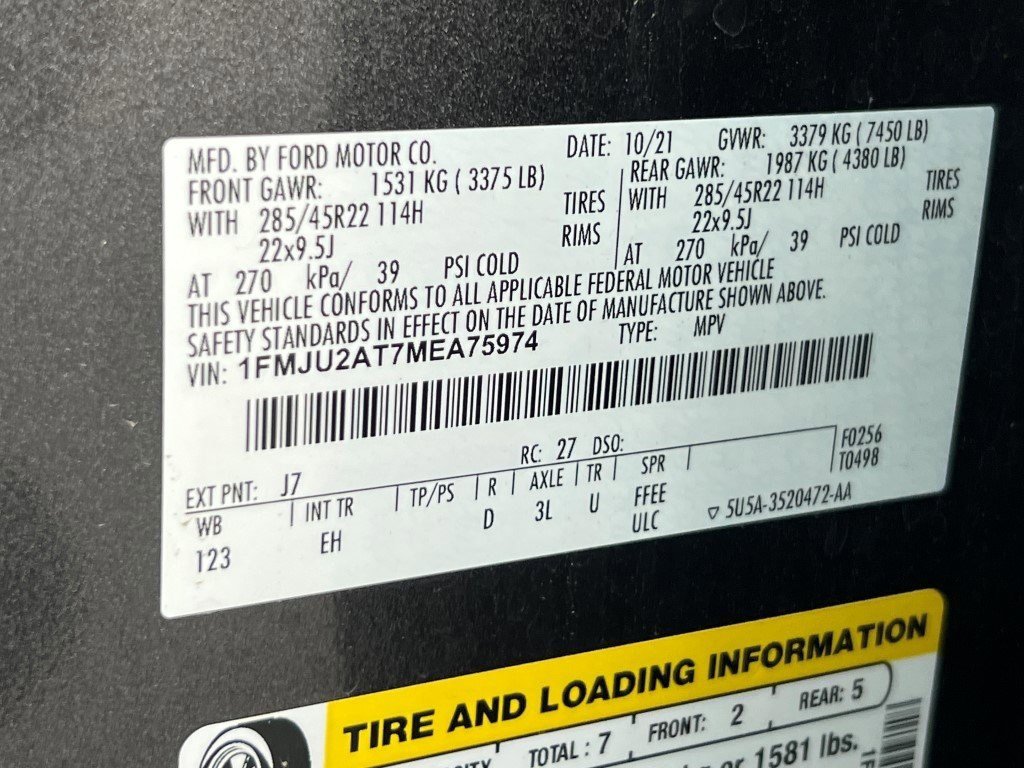 MFD. BY FORD MOTOR CO. DATE: 10/21 GVWR: 3379 KG ( 7450 LB)
FRONT GAWR: 1531 KG ( 3375 LB) REAR GAWR: 1987 KG ( 4380 LB)
WITH 285/45R22 114H TIRES WITH 285/45R22 114H TIRES
22x9.5J RIMS 22x9.5J RIMS
AT 270 kPa/ 39 PSI COLD AT 270 kPa/ 39 PSI COLD
THIS VEHICLE CONFORMS TO ALL APPLICABLE FEDERAL MOTOR VEHICLE
SAFETY STANDARDS IN EFFECT ON THE DATE OF MANUFACTURE SHOWN ABOVE.
VIN: 1FMJU2AT7MEA75974 TYPE: MPV
EXT PNT: J7 RC: 27 DSO: F0256
WB INT TR TP/PS R AXLE TR SPR T0498
123 EH D 3L U FFEE
ULC ▽ 5U5A-3520472-AA
TIRE AND LOADING INFORMATION
TOTAL : 7 FRONT: 2 REAR: 5
or 1581 lbs.